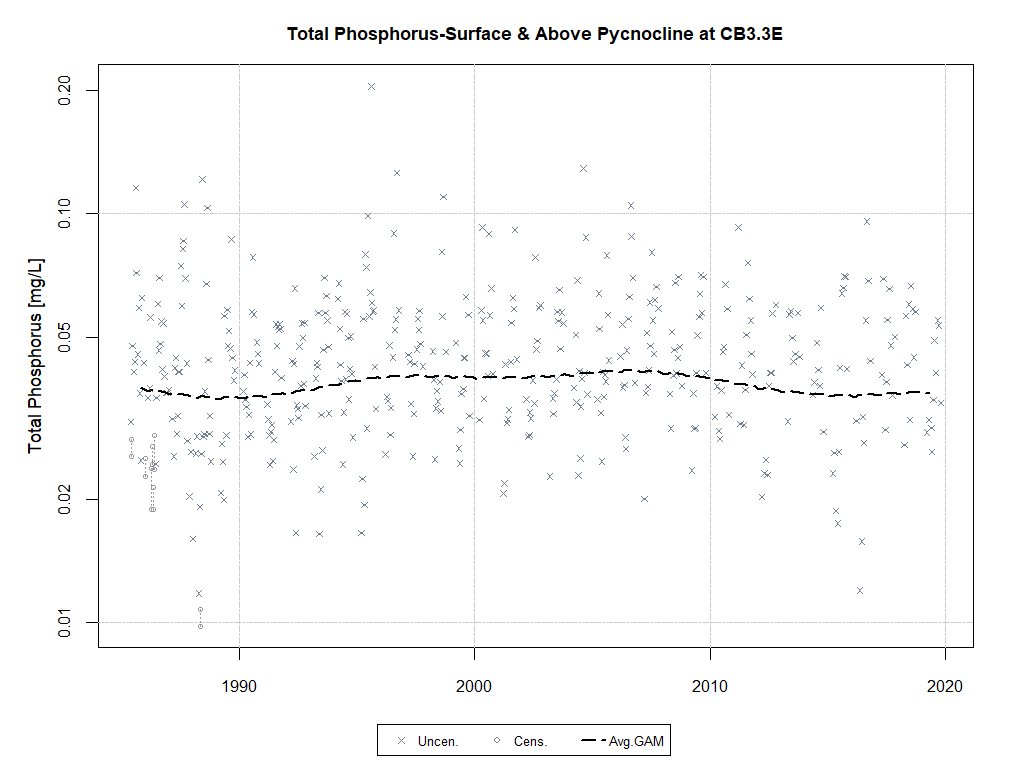 Total Phosphorus-Surface & Above Pycnocline at CB3.3E
Total Phosphorus [mg/L]
0.20
0.10
0.05
0.02
0.01
1990 2000 2010 2020
Uncen. Cens. Avg.GAM